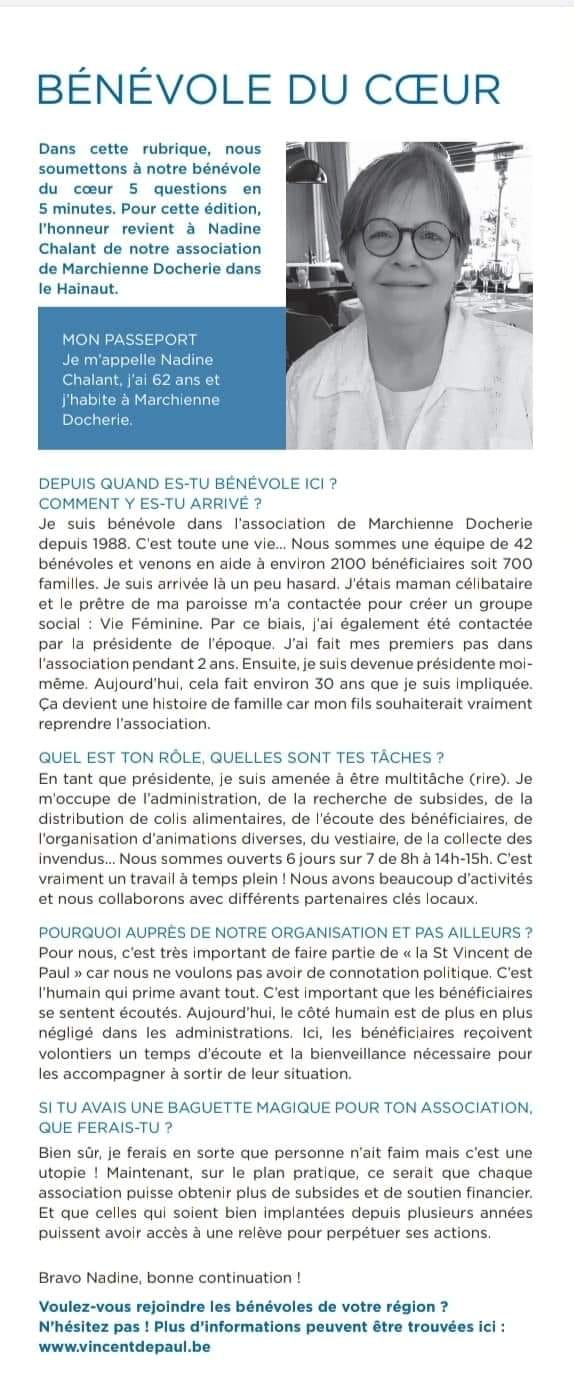 BÉNÉVOLE DU CŒUR
Dans cette rubrique, nous
soumettons à notre bénévole
du cœur 5 questions en
5 minutes. Pour cette édition,
l'honneur revient à Nadine
Chalant de notre association
de Marchienne Docherie dans
le Hainaut.
MON PASSEPORT
Je m'appelle Nadine
Chalant, j'ai 62 ans et
j'habite à Marchienne
Docherie.
DEPUIS QUAND ES-TU BÉNÉVOLE ICI ?
COMMENT Y ES-TU ARRIVÉ ?
Je suis bénévole dans l'association de Marchienne Docherie
depuis 1988. C'est toute une vie... Nous sommes une équipe de 42
bénévoles et venons en aide à environ 2100 bénéficiaires soit 700
familles. Je suis arrivée là un peu hasard. J'étais maman célibataire
et le prêtre de ma paroisse m'a contactée pour créer un groupe
social : Vie Féminine. Par ce biais, j'ai également été contactée
par la présidente de l'époque. J'ai fait mes premiers pas dans
l'association pendant 2 ans. Ensuite, je suis devenue présidente moi-
même. Aujourd'hui, cela fait environ 30 ans que je suis impliquée.
Ça devient une histoire de famille car mon fils souhaiterait vraiment
reprendre l'association.
QUEL EST TON RÔLE, QUELLES SONT TES TÂCHES ?
En tant que présidente, je suis amenée à être multitâche (rire). Je
m'occupe de l'administration, de la recherche de subsides, de la
distribution de colis alimentaires, de l'écoute des bénéficiaires, de
l'organisation d'animations diverses, du vestiaire, de la collecte des
invendus... Nous sommes ouverts 6 jours sur 7 de 8h à 14h-15h. C'est
vraiment un travail à temps plein ! Nous avons beaucoup d'activités
et nous collaborons avec différents partenaires clés locaux.
POURQUOI AUPRÈS DE NOTRE ORGANISATION ET PAS AILLEURS ?
Pour nous, c'est très important de faire partie de « la St Vincent de
Paul » car nous ne voulons pas avoir de connotation politique. C'est
l'humain qui prime avant tout. C'est important que les bénéficiaires
se sentent écoutés. Aujourd'hui, le côté humain est de plus en plus
négligé dans les administrations. Ici, les bénéficiaires reçoivent
volontiers un temps d'écoute et la bienveillance nécessaire pour
les accompagner à sortir de leur situation.
SI TU AVAIS UNE BAGUETTE MAGIQUE POUR TON ASSOCIATION,
QUE FERAIS-TU ?
Bien sûr, je ferais en sorte que personne n'ait faim mais c'est une
utopie ! Maintenant, sur le plan pratique, ce serait que chaque
association puisse obtenir plus de subsides et de soutien financier.
Et que celles qui soient bien implantées depuis plusieurs années
puissent avoir accès à une relève pour perpétuer ses actions.
Bravo Nadine, bonne continuation !
Voulez-vous rejoindre les bénévoles de votre région ?
N'hésitez pas ! Plus d'informations peuvent être trouvées ici :
www.vincentdepaul.be